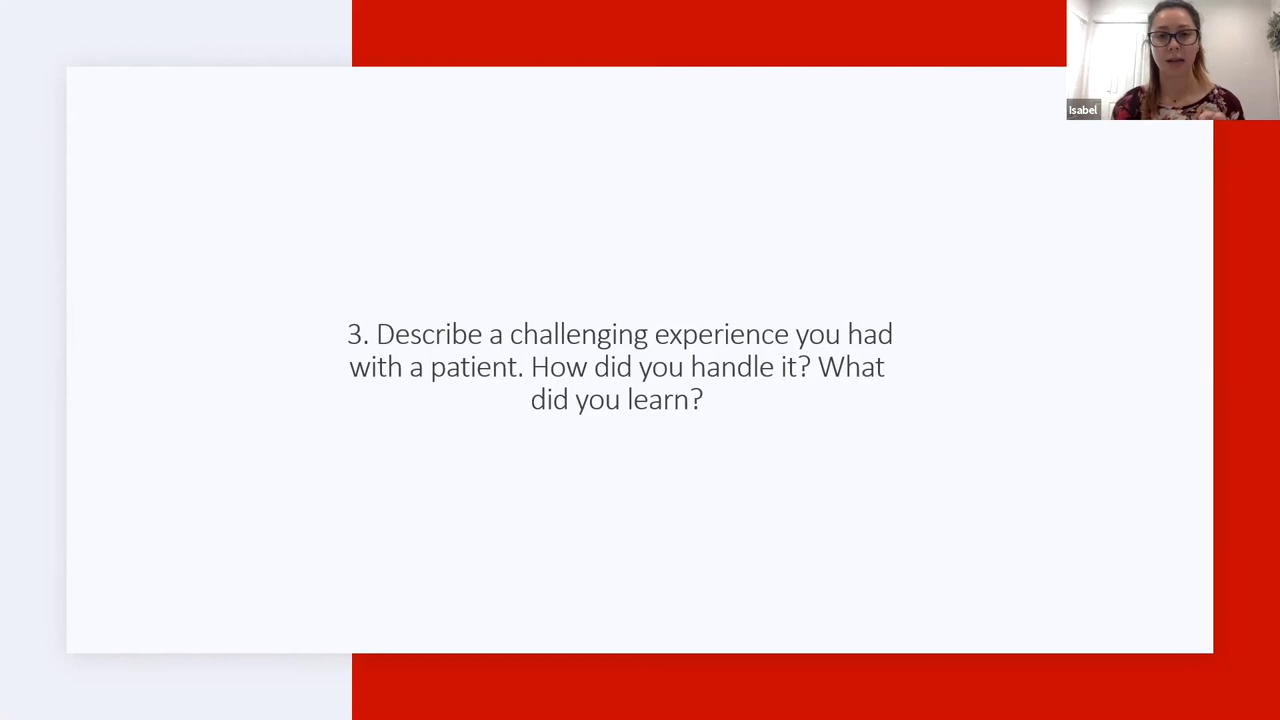 Isabel
3. Describe a challenging experience you had
with a patient. How did you handle it? What
did you learn?